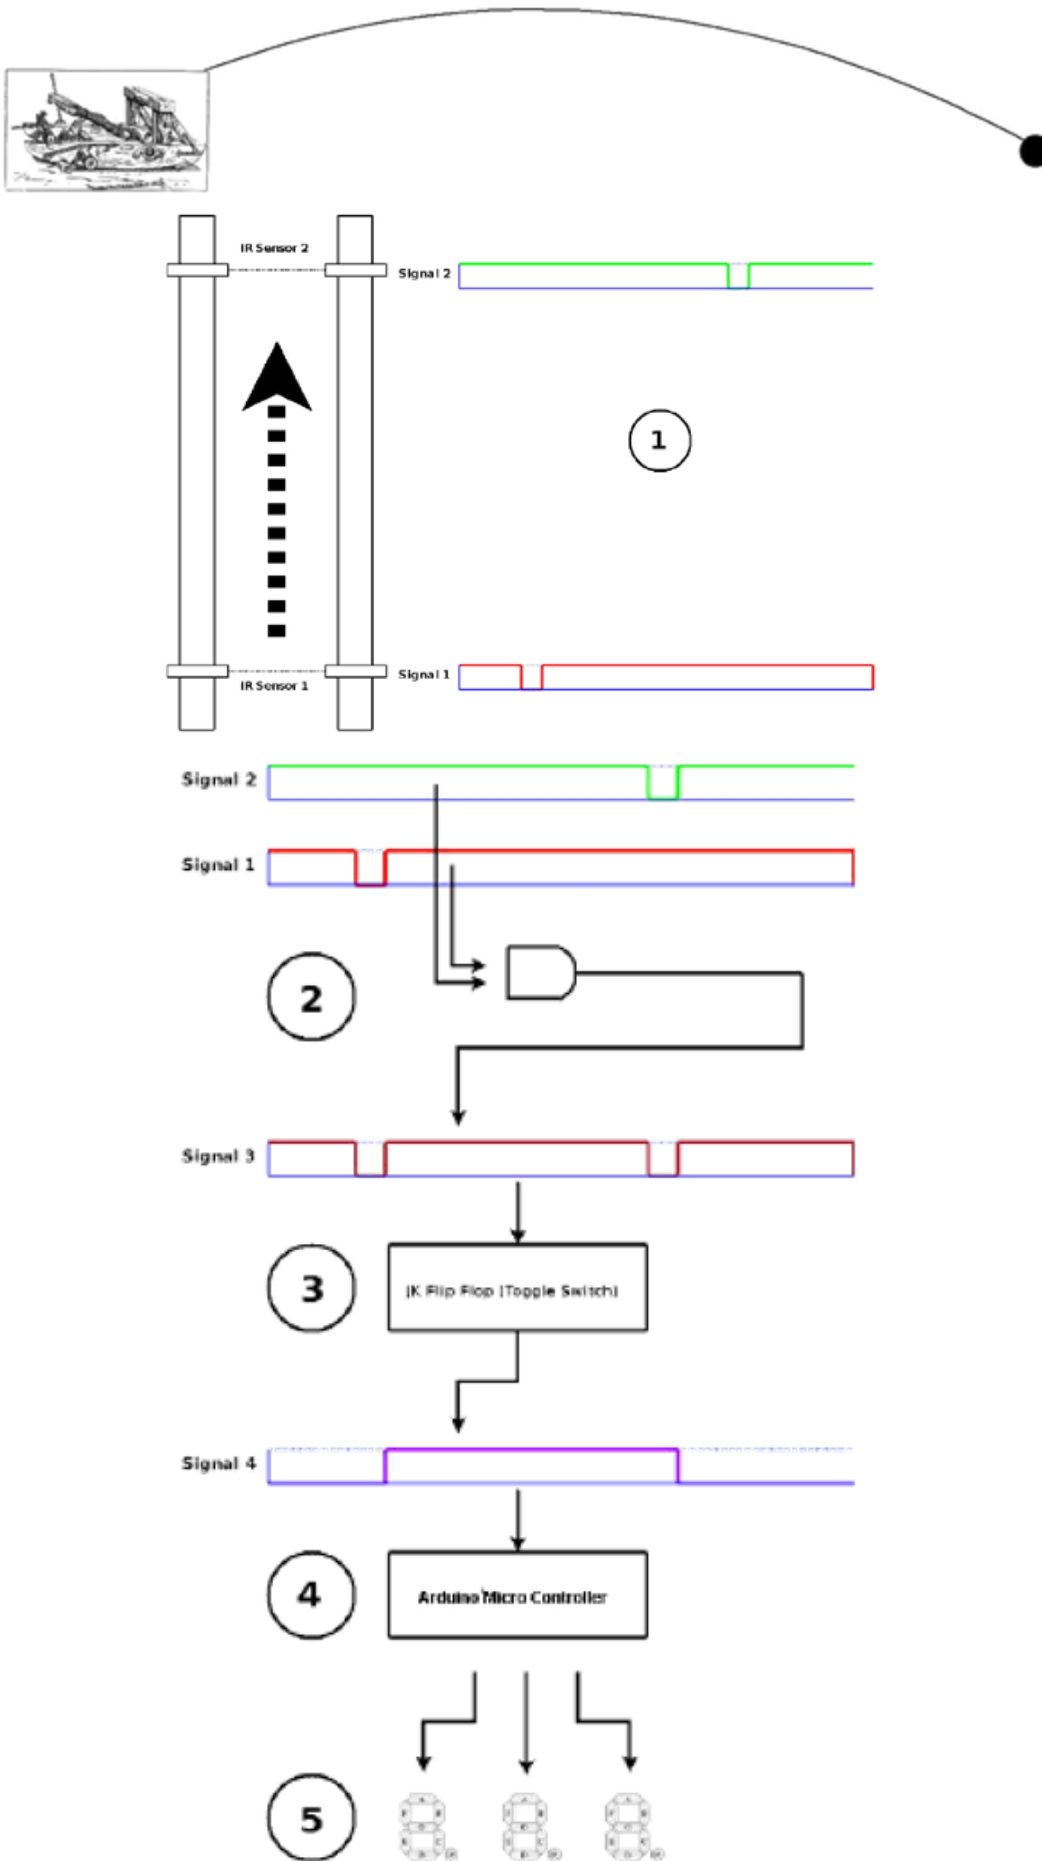 IR Sensor 2
Signal 2
1
Signal 1
IR Sensor 1
Signal 2
Signal 1
2
Signal 3
3
JK Flip Flop (Toggle Switch)
Signal 4
4
Arduino Micro Controller
5